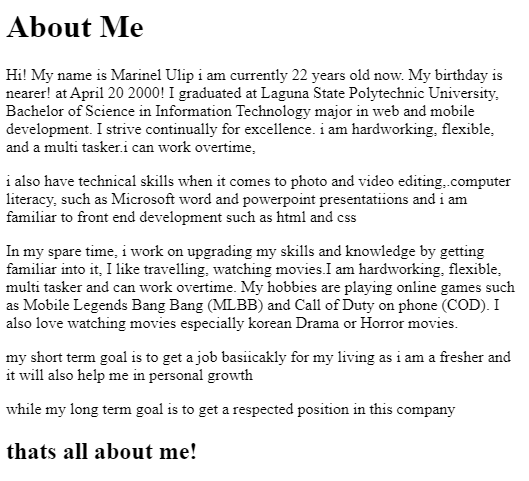 About Me
Hi! My name is Marinel Ulip i am currently 22 years old now. My birthday is
nearer! at April 20 2000! I graduated at Laguna State Polytechnic University,
Bachelor of Science in Information Technology major in web and mobile
development. I strive continually for excellence. i am hardworking, flexible,
and a multi tasker.i can work overtime,
i also have technical skills when it comes to photo and video editing,.computer
literacy, such as Microsoft word and powerpoint presentatiions and i am
familiar to front end development such as html and css
In my spare time, i work on upgrading my skills and knowledge by getting
familiar into it, I like travelling, watching movies.I am hardworking, flexible,
multi tasker and can work overtime. My hobbies are playing online games such
as Mobile Legends Bang Bang (MLBB) and Call of Duty on phone (COD). I
also love watching movies especially korean Drama or Horror movies.
my short term goal is to get a job basiicakly for my living as i am a fresher and
it will also help me in personal growth
while my long term goal is to get a respected position in this company
thats all about me!